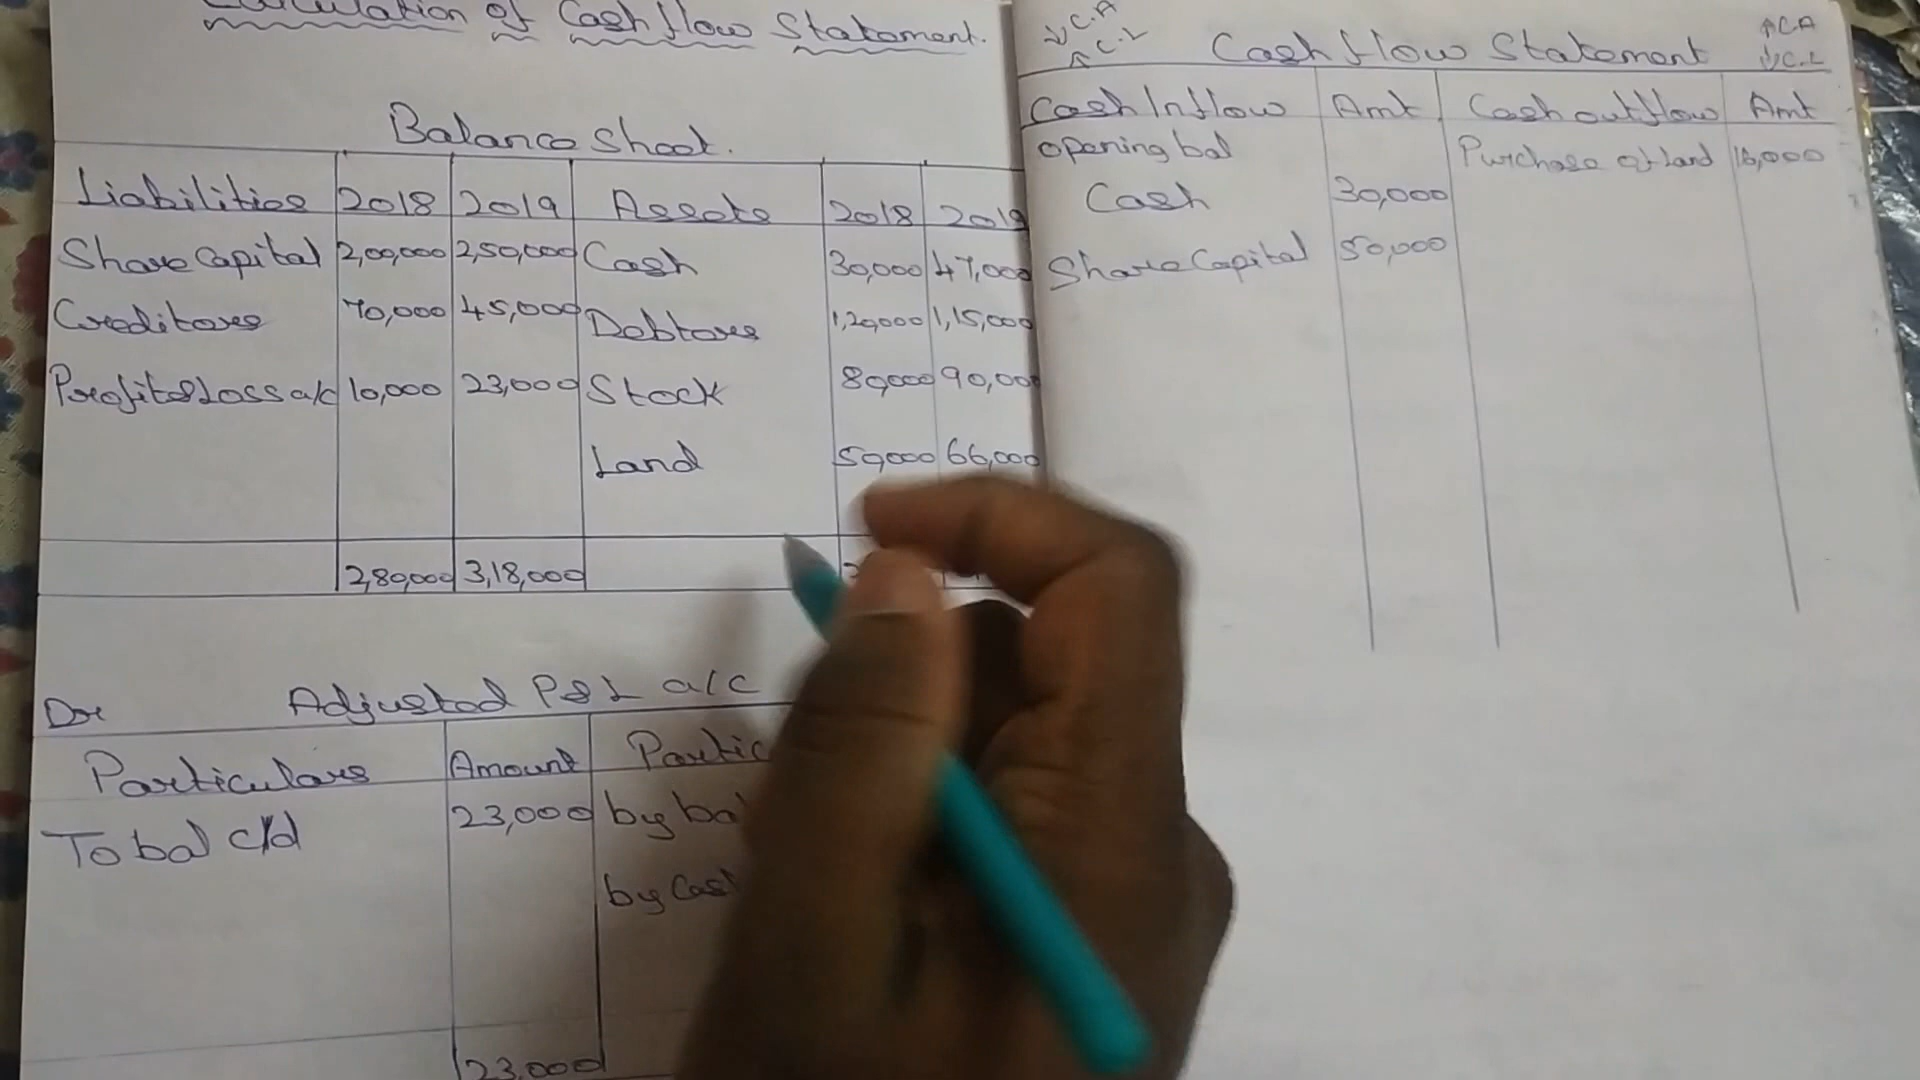 Calculation of Cash flow Statement.
Balance Sheet.
Liabilities 2018 2019 Assets 2018 2019
Share Capital 2,00,000 2,50,000 Cash 30,000 47,000
Creditors 70,000 45,000 Debtors 1,20,000 1,15,000
Profit & Loss a/c 10,000 23,000 Stock 80,000 90,000
Land 50,000 66,000
2,80,000 3,18,000
Dr Adjusted P & L a/c
Particulars Amount Partic
To bal c/d 23,000 by bal
by Cas
23,000
↓ C.A
↑ C.L
Cash flow Statement
↑ C.A
↓ C.L
Cash Inflow Amt Cash outflow Amt
Opening bal Purchase of Land 16,000
Cash 30,000
Share Capital 50,000